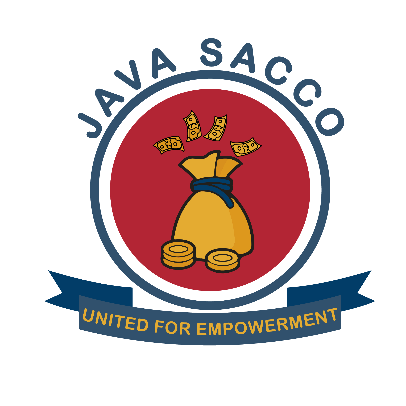 JAVA SACCO
UNITED FOR EMPOWERMENT